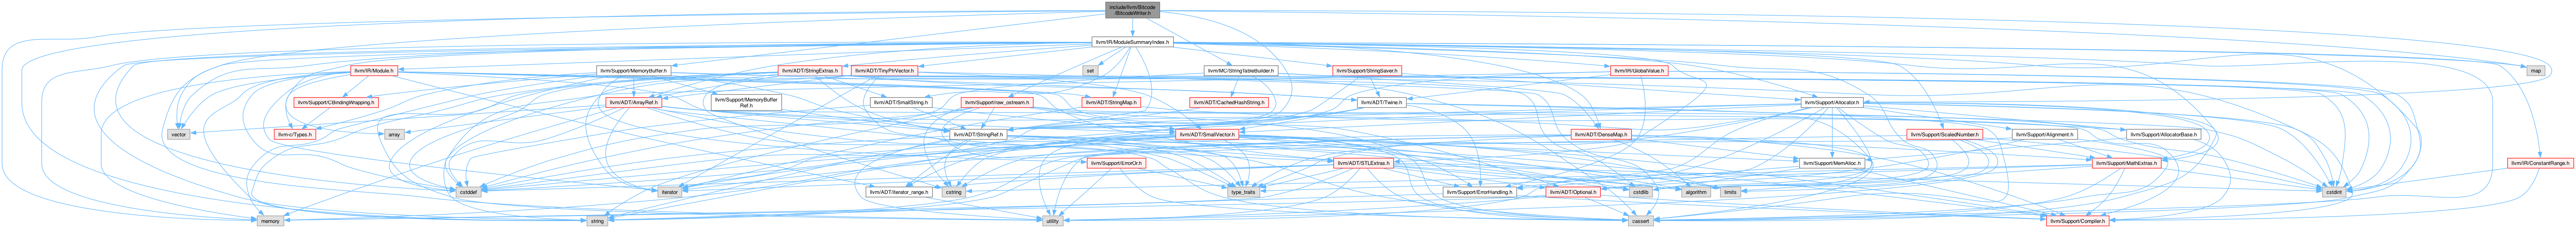 include/llvm/Bitcode
/BitcodeWriter.h
llvm/IR/ModuleSummaryIndex.h
llvm/IR/Module.h
llvm/Support/MemoryBuffer.h
llvm/ADT/StringExtras.h
llvm/ADT/TinyPtrVector.h
set
llvm/MC/StringTableBuilder.h
llvm/Support/StringSaver.h
llvm/IR/GlobalValue.h
map
llvm/Support/CBindingWrapping.h
llvm/ADT/ArrayRef.h
llvm/Support/MemoryBuffer
Ref.h
llvm/ADT/SmallString.h
llvm/Support/raw_ostream.h
llvm/ADT/StringMap.h
llvm/ADT/CachedHashString.h
llvm/ADT/Twine.h
llvm/Support/Allocator.h
vector
llvm-c/Types.h
array
llvm/ADT/StringRef.h
llvm/ADT/SmallVector.h
llvm/ADT/DenseMap.h
llvm/Support/ScaledNumber.h
llvm/Support/Alignment.h
llvm/Support/AllocatorBase.h
llvm/Support/ErrorOr.h
llvm/ADT/STLExtras.h
llvm/Support/MemAlloc.h
llvm/Support/MathExtras.h
llvm/IR/ConstantRange.h
cstddef
iterator
llvm/ADT/iterator_range.h
cstring
type_traits
llvm/Support/ErrorHandling.h
llvm/ADT/Optional.h
cstdlib
algorithm
limits
cstdint
memory
string
utility
cassert
llvm/Support/Compiler.h